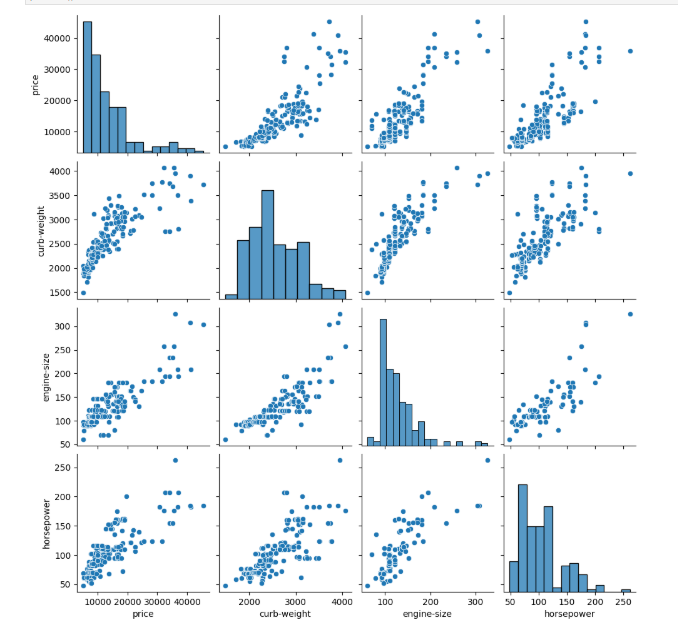 40000
30000
20000
10000
price
4000
3500
3000
2500
2000
1500
curb-weight
300
250
200
150
100
50
engine-size
250
200
150
100
50
horsepower
10000 20000 30000 40000
2000 3000 4000
100 200 300
50 100 150 200 250
price
curb-weight
engine-size
horsepower